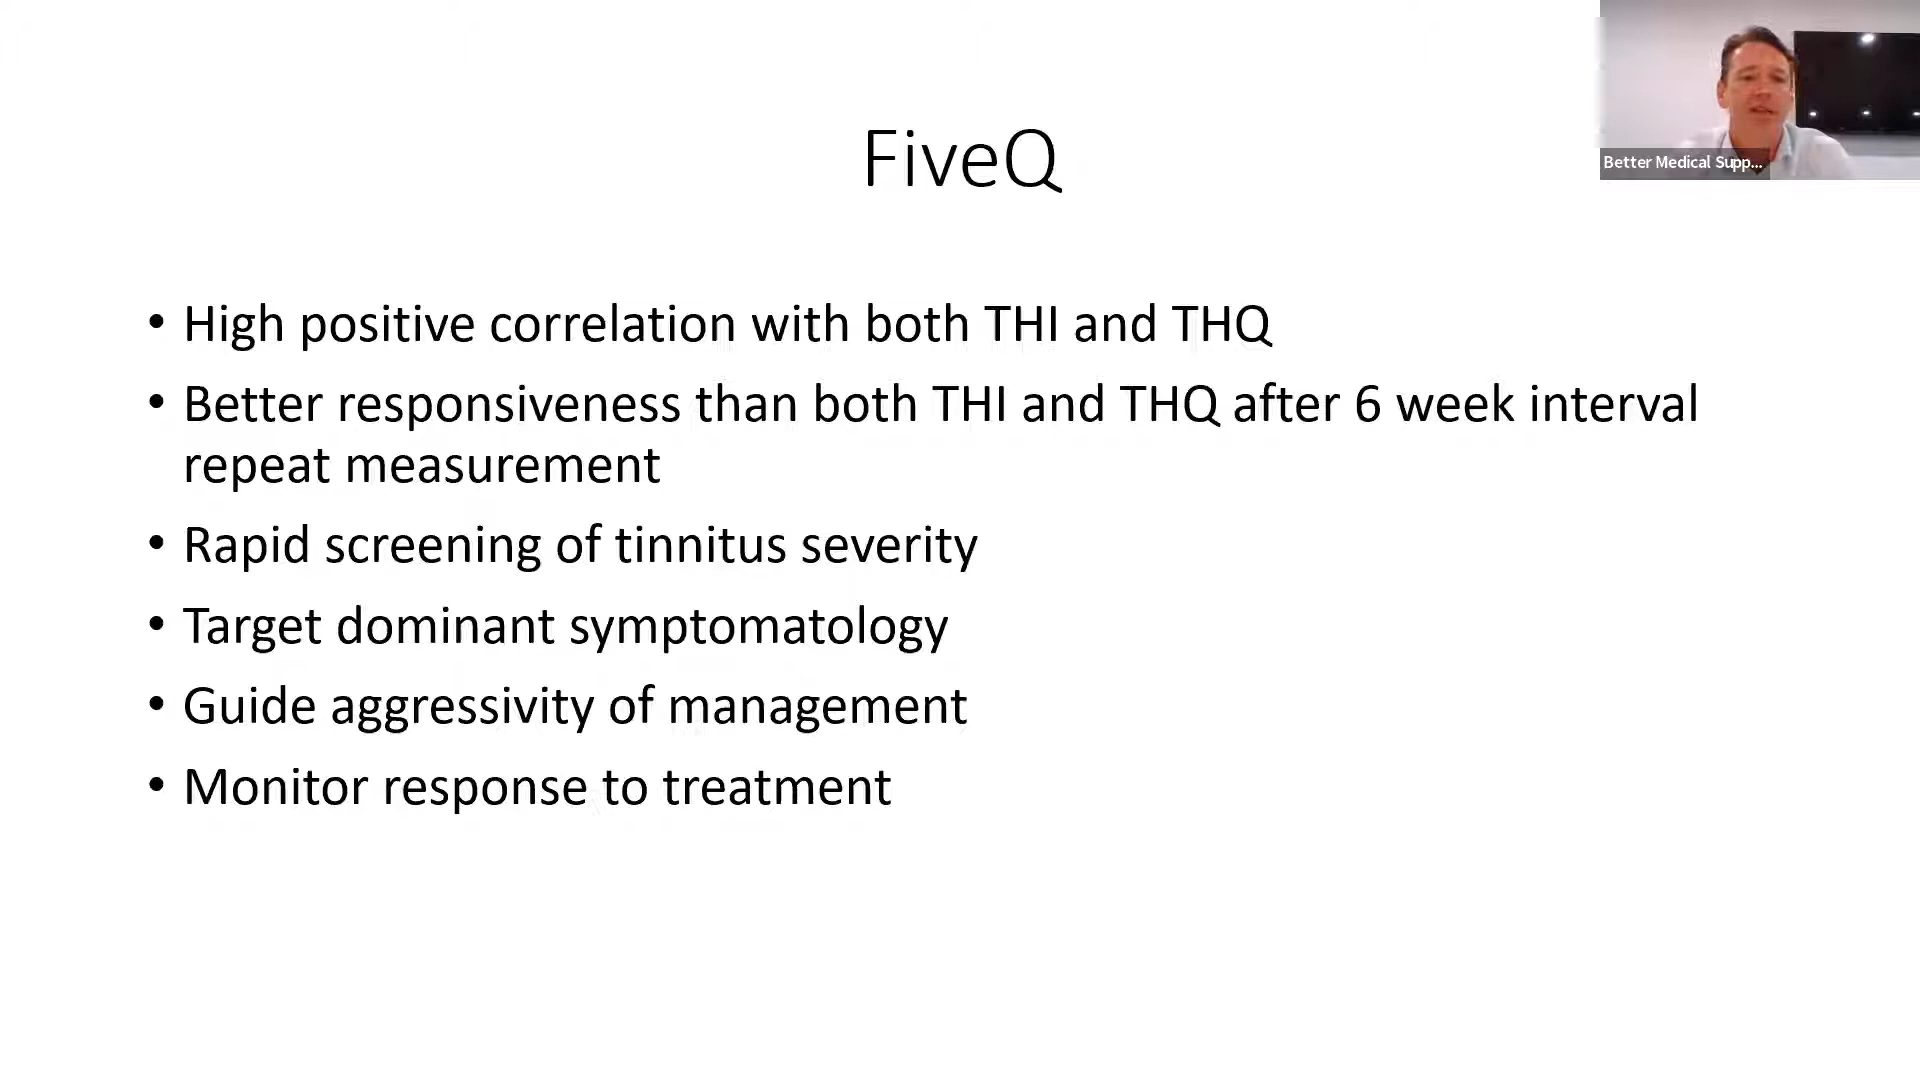 FiveQ
Better Medical Supp...
• High positive correlation with both THI and THQ
• Better responsiveness than both THI and THQ after 6 week interval
repeat measurement
• Rapid screening of tinnitus severity
• Target dominant symptomatology
• Guide aggressivity of management
• Monitor response to treatment